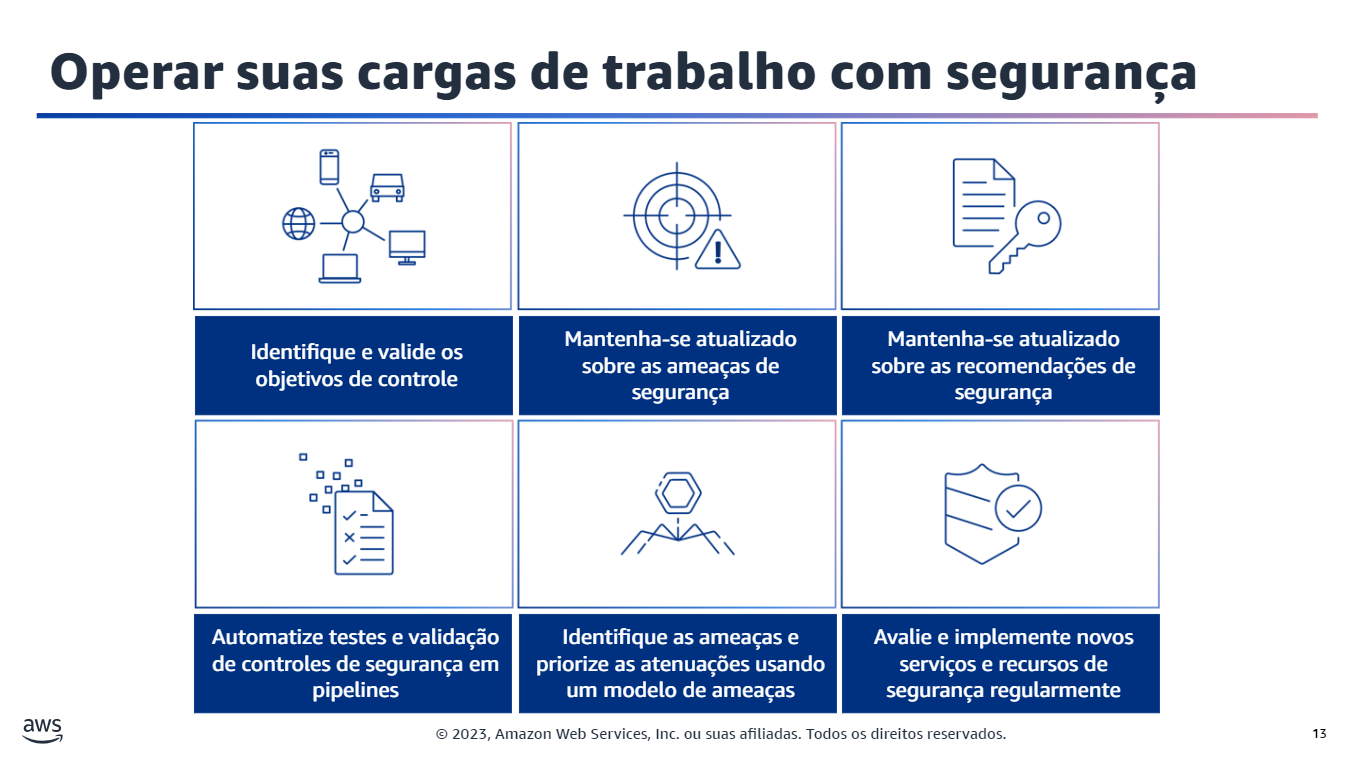 Operar suas cargas de trabalho com segurança
Identifique e valide os
objetivos de controle
Mantenha-se atualizado
sobre as ameaças de
segurança
Mantenha-se atualizado
sobre as recomendações de
segurança
Automatize testes e validação
de controles de segurança em
pipelines
Identifique as ameaças e
priorize as atenuações usando
um modelo de ameaças
Avalie e implemente novos
serviços e recursos de
segurança regularmente
aws
© 2023, Amazon Web Services, Inc. ou suas afiliadas. Todos os direitos reservados.
13